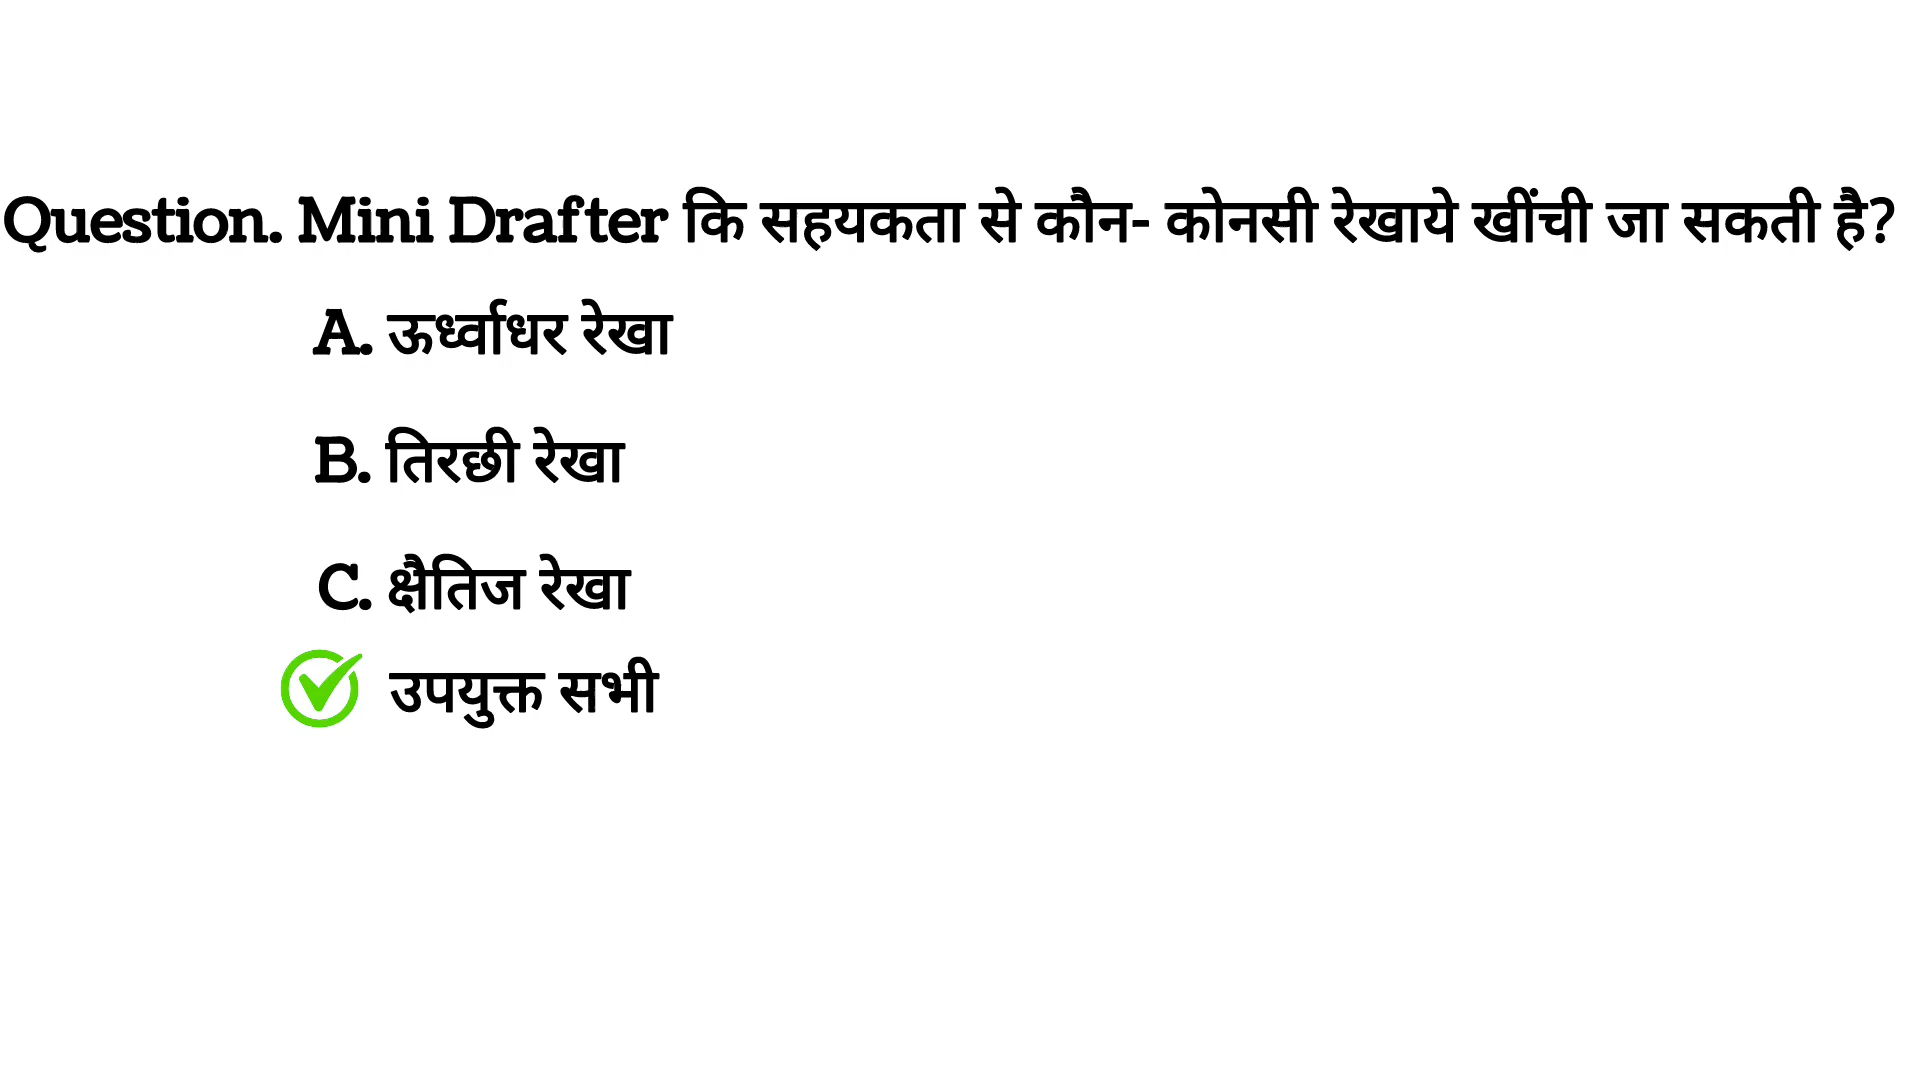 Question. Mini Drafter कि सहयकता से कौन- कोनसी रेखाये खींची जा सकती है?
A. ऊर्ध्वाधर रेखा
B. तिरछी रेखा
C. क्षैतिज रेखा
उपयुक्त सभी